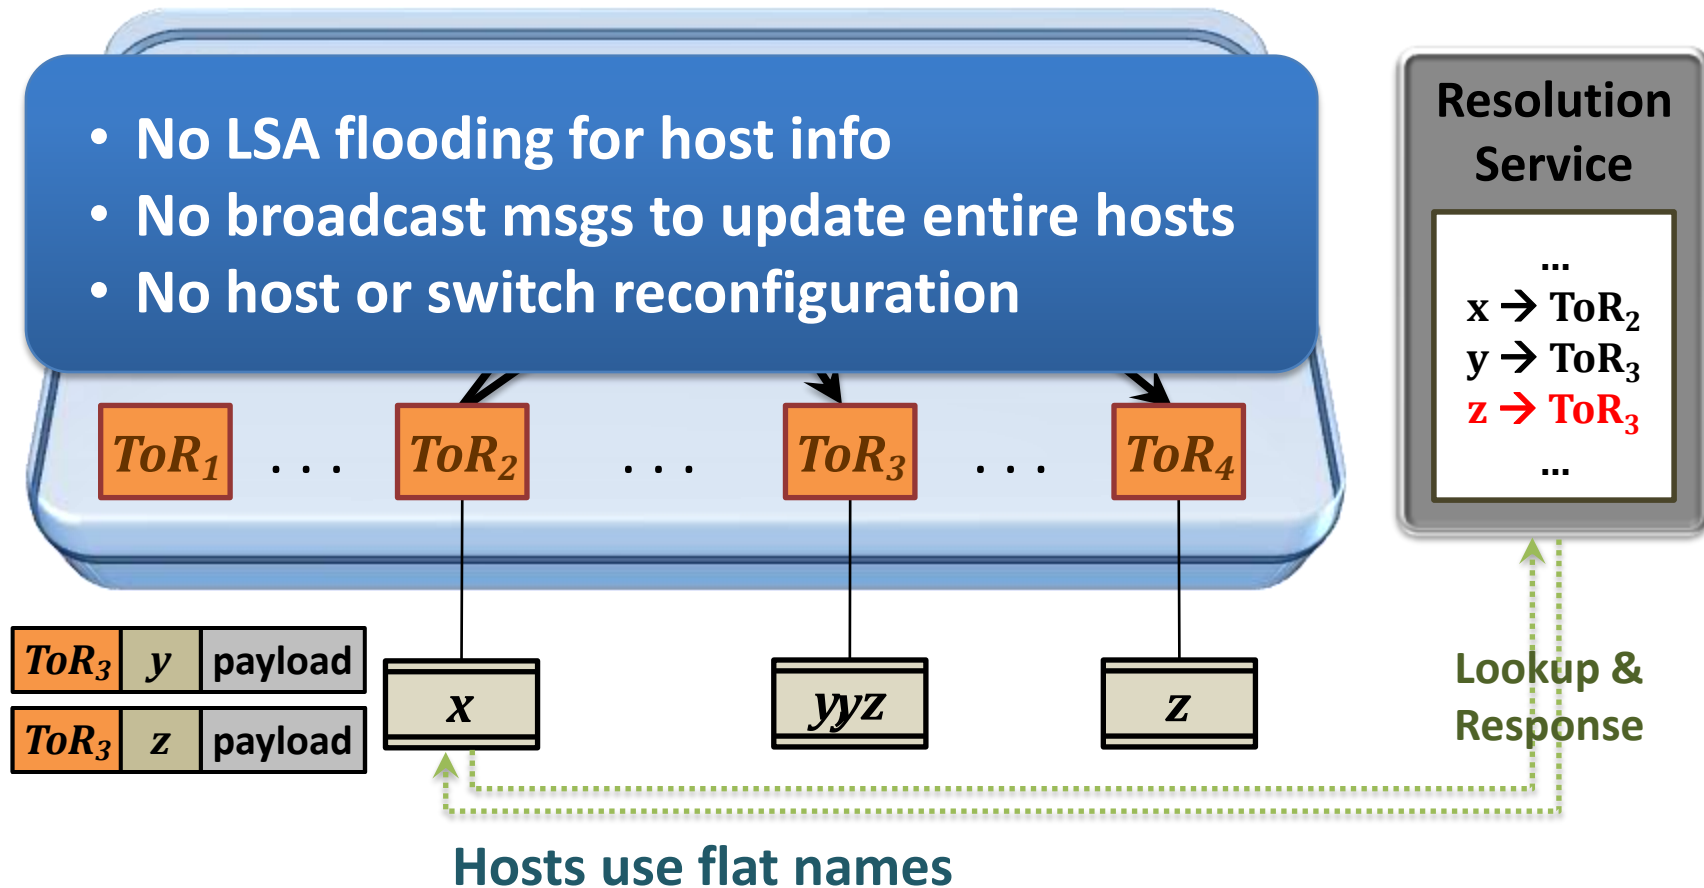 • No LSA flooding for host info
• No broadcast msgs to update entire hosts
• No host or switch reconfiguration
Resolution
Service
...
x → ToR₂
y → ToR₃
z → ToR₃
...
ToR₁ . . . ToR₂ . . . ToR₃ . . . ToR₄
ToR₃ y payload
ToR₃ z payload
x
yyz
z
Lookup &
Response
Hosts use flat names